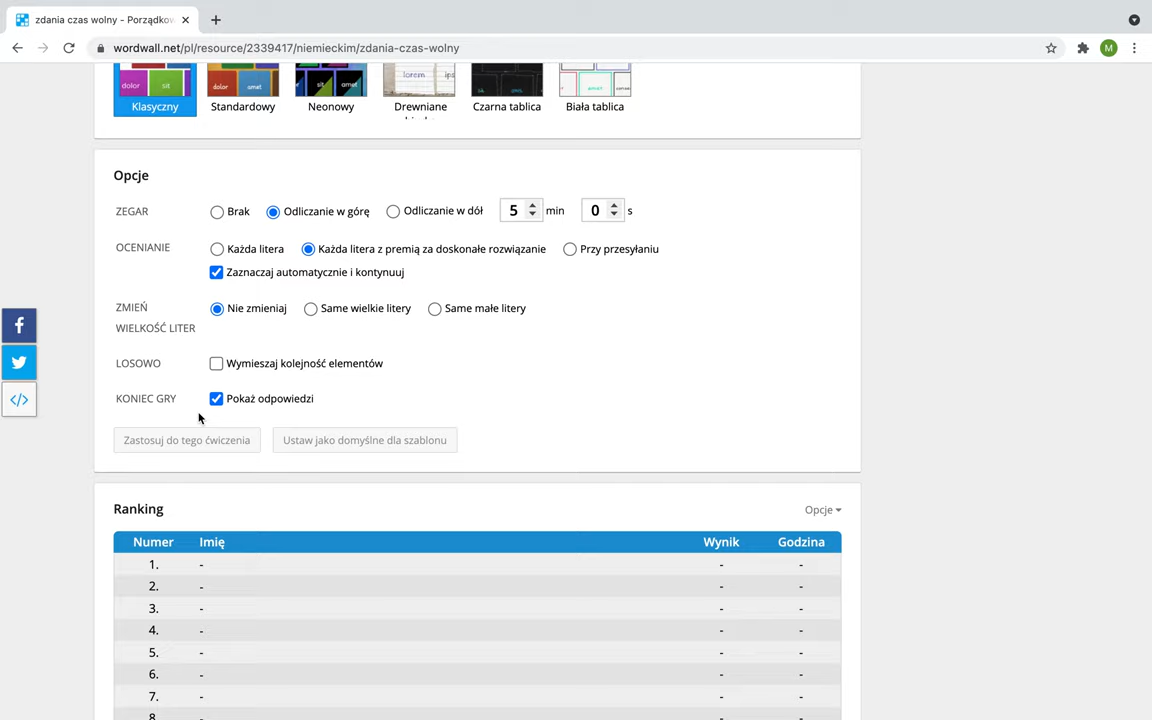 zdania czas wolny - Porządko
wordwall.net/pl/resource/2339417/niemieckim/zdania-czas-wolny
M
dolor sit
dolor amet
lorem ips
Klasyczny
Standardowy
Neonowy
Drewniane
Czarna tablica
Biała tablica
Opcje
ZEGAR
Brak
Odliczanie w górę
Odliczanie w dół
5 min
0 s
OCENIANIE
Każda litera
Każda litera z premią za doskonałe rozwiązanie
Przy przesyłaniu
Zaznaczaj automatycznie i kontynuuj
ZMIEŃ
WIELKOŚĆ LITER
Nie zmieniaj
Same wielkie litery
Same małe litery
LOSOWO
Wymieszaj kolejność elementów
KONIEC GRY
Pokaż odpowiedzi
Zastosuj do tego ćwiczenia
Ustaw jako domyślne dla szablonu
Ranking
Opcje
Numer Imię Wynik Godzina
1. - - -
2. - - -
3. - - -
4. - - -
5. - - -
6. - - -
7. - - -
8.